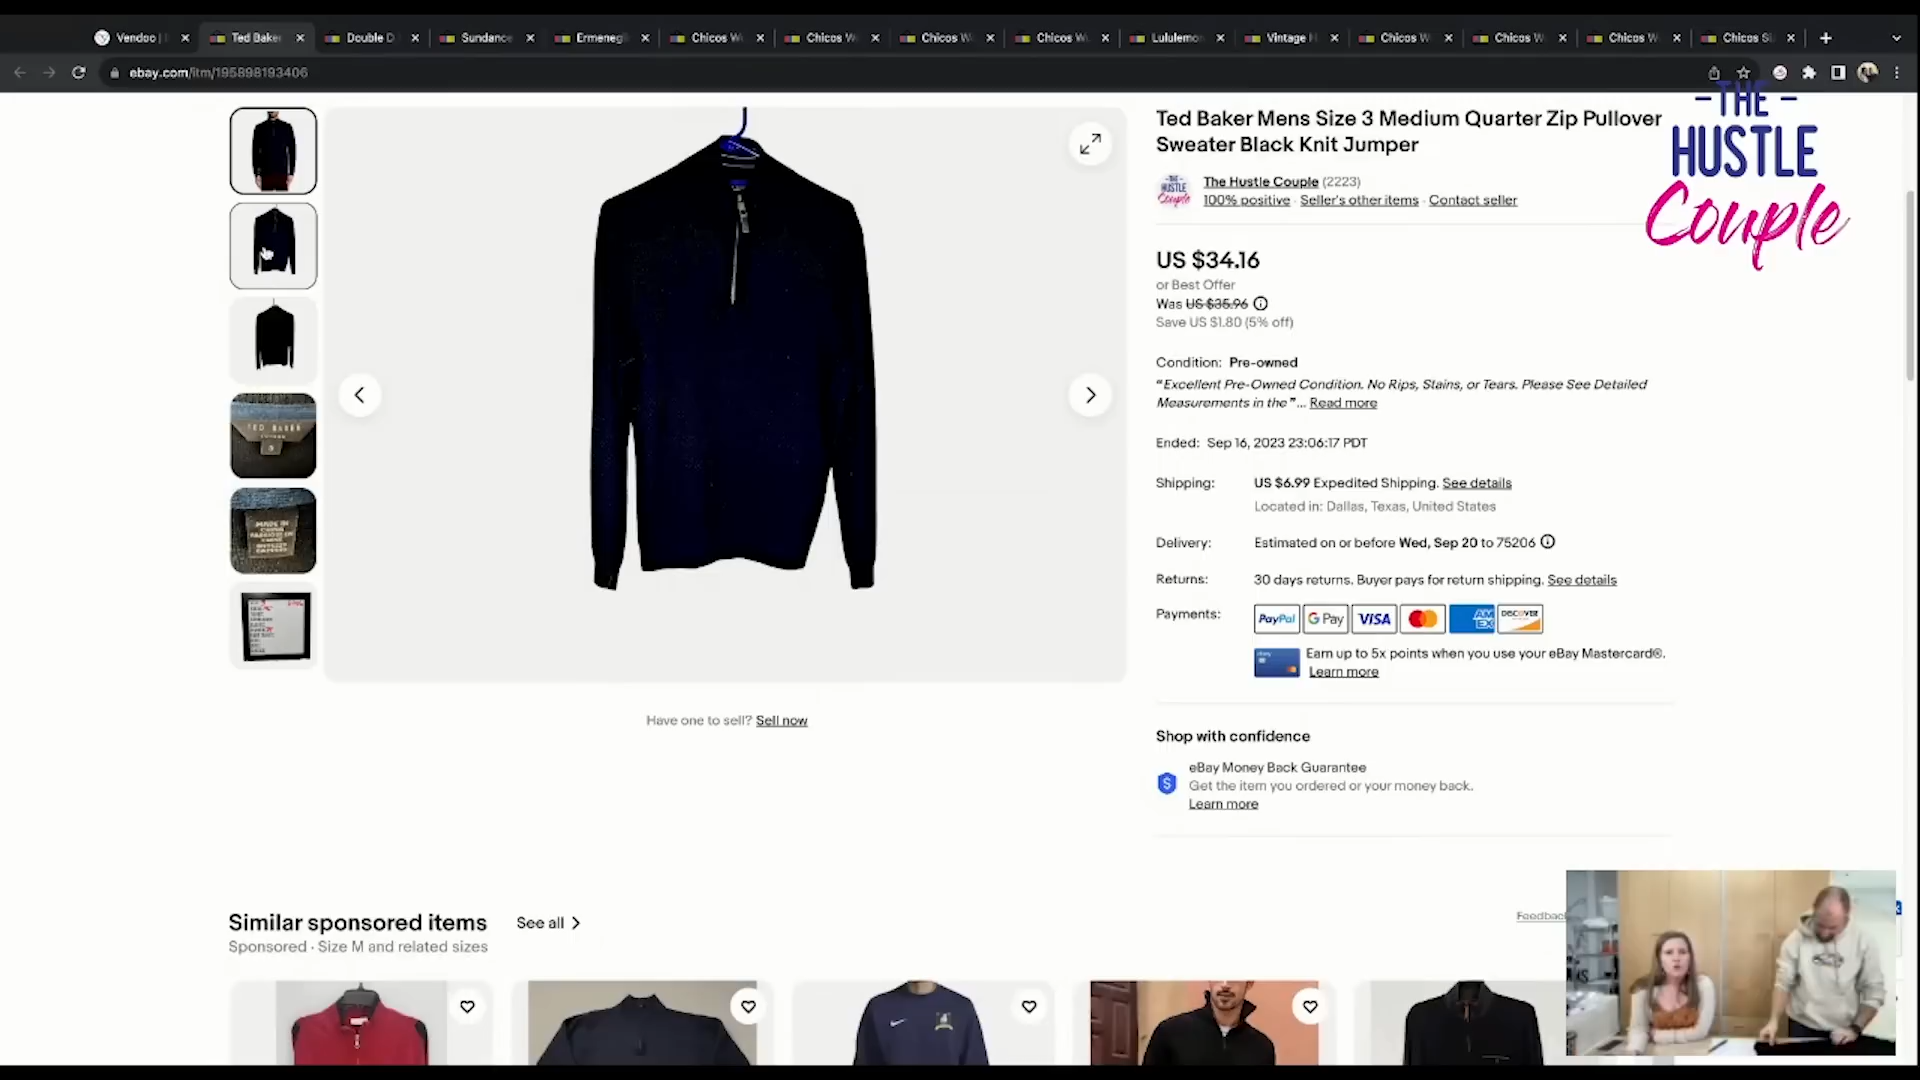 Vendoo |
Ted Bake
Double D
Sundance
Ermeneg
Chicos W
Chicos W
Chicos W
Chicos W
Lululemo
Vintage
Chicos W
Chicos W
Chicos W
Chicos Si
ebay.com/itm/195898193406
-THE-
HUSTLE
Couple
Ted Baker Mens Size 3 Medium Quarter Zip Pullover
Sweater Black Knit Jumper
THE
HUSTLE
Couple
The Hustle Couple (2223)
100% positive · Seller's other items · Contact seller
US $34.16
or Best Offer
Was US $35.96
Save US $1.80 (5% off)
Condition: Pre-owned
"Excellent Pre-Owned Condition. No Rips, Stains, or Tears. Please See Detailed
Measurements in the "... Read more
Ended: Sep 16, 2023 23:06:17 PDT
Shipping: US $6.99 Expedited Shipping. See details
Located in: Dallas, Texas, United States
Delivery: Estimated on or before Wed, Sep 20 to 75206
Returns: 30 days returns. Buyer pays for return shipping. See details
Payments: PayPal G Pay VISA AM EX DISCOVER
Earn up to 5x points when you use your eBay Mastercard®.
Learn more
TED BAKER
3
MADE IN
Have one to sell? Sell now
Shop with confidence
eBay Money Back Guarantee
Get the item you ordered or your money back.
Learn more
Similar sponsored items See all
Feedback
Sponsored · Size M and related sizes